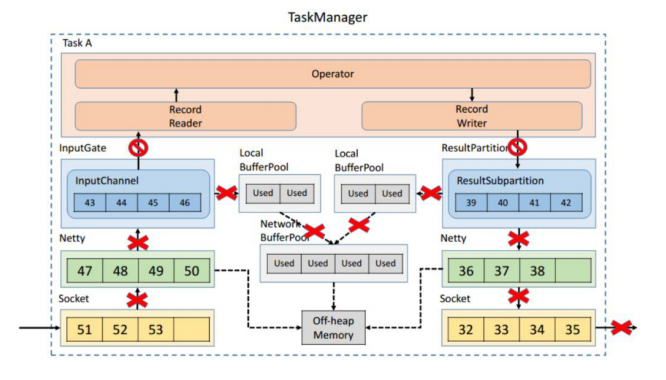 TaskManager
Task A
Operator
Record
Reader
Record
Writer
InputGate
Local
BufferPool
Local
BufferPool
ResultPartition
InputChannel
43 44 45 46
Used Used
Used Used
ResultSubpartition
39 40 41 42
Network
BufferPool
Netty
47 48 49 50
Used Used Used Used
Netty
36 37 38
Socket
51 52 53
Off-heap
Memory
Socket
32 33 34 35